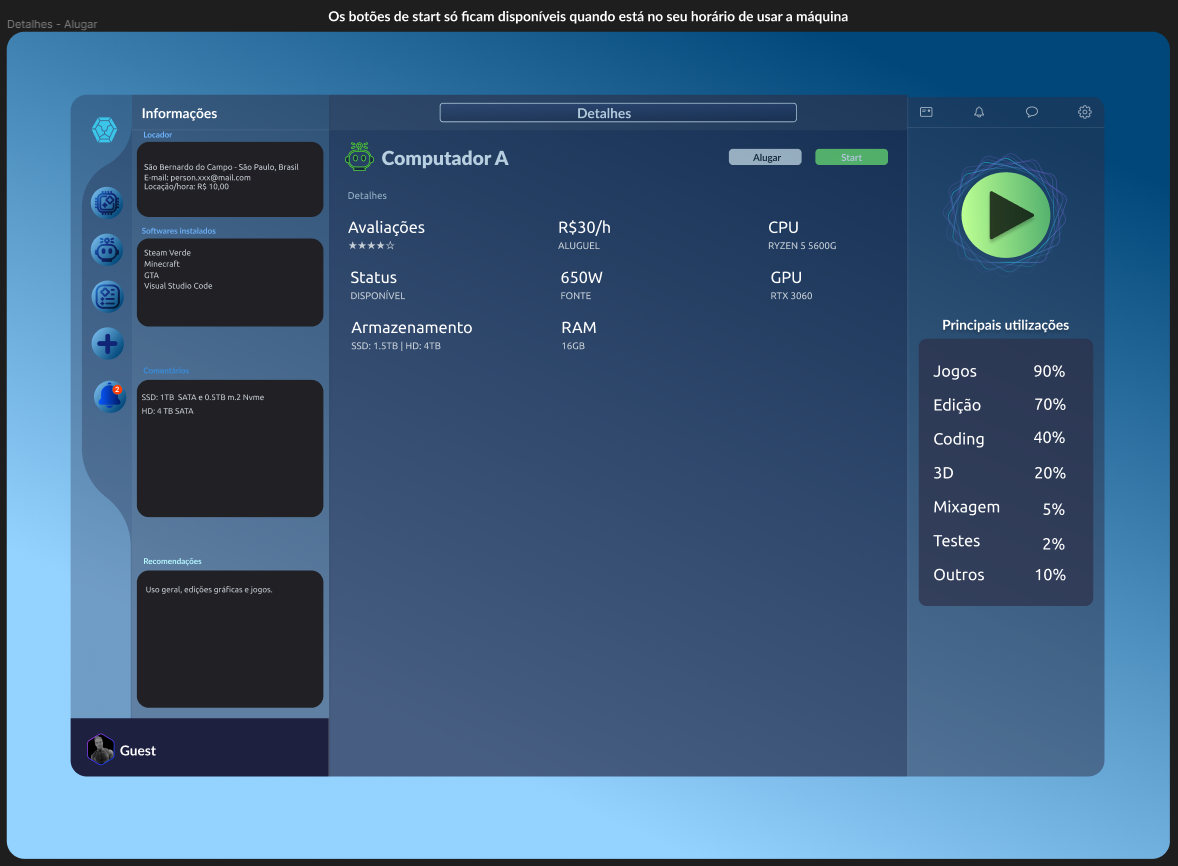 Os botões de start só ficam disponíveis quando está no seu horário de usar a máquina
Detalhes - Alugar
Informações
Locador
São Bernardo do Campo - São Paulo, Brasil
E-mail: person.xxx@mail.com
Locação/hora: R$ 10,00
Softwares instalados
Steam Verde
Minecraft
GTA
Visual Studio Code
2
Comentários
SSD: 1TB SATA e 0.5TB m.2 Nvme
HD: 4 TB SATA
Recomendações
Uso geral, edições gráficas e jogos.
Guest
Detalhes
Computador A
Alugar
Start
Detalhes
Avaliações
★★★★☆
R$30/h
ALUGUEL
CPU
RYZEN 5 5600G
Status
DISPONÍVEL
650W
FONTE
GPU
RTX 3060
Armazenamento
SSD: 1.5TB | HD: 4TB
RAM
16GB
Principais utilizações
Jogos 90%
Edição 70%
Coding 40%
3D 20%
Mixagem 5%
Testes 2%
Outros 10%